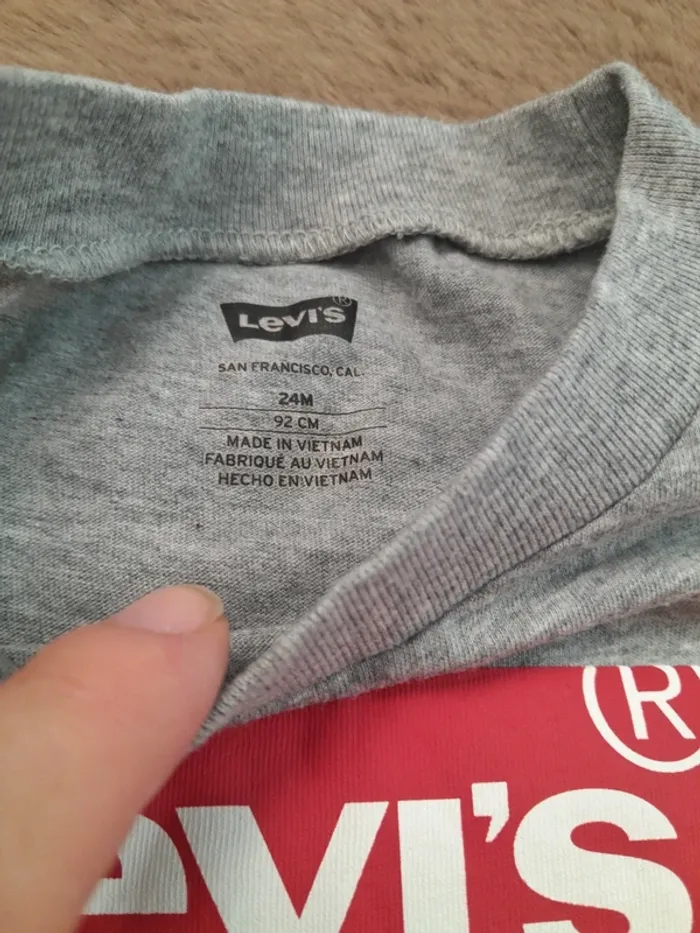 LEVI'S ®
SAN FRANCISCO, CAL.
24M
92 CM
MADE IN VIETNAM
FABRIQUÉ AU VIETNAM
HECHO EN VIETNAM
®
eVI'S